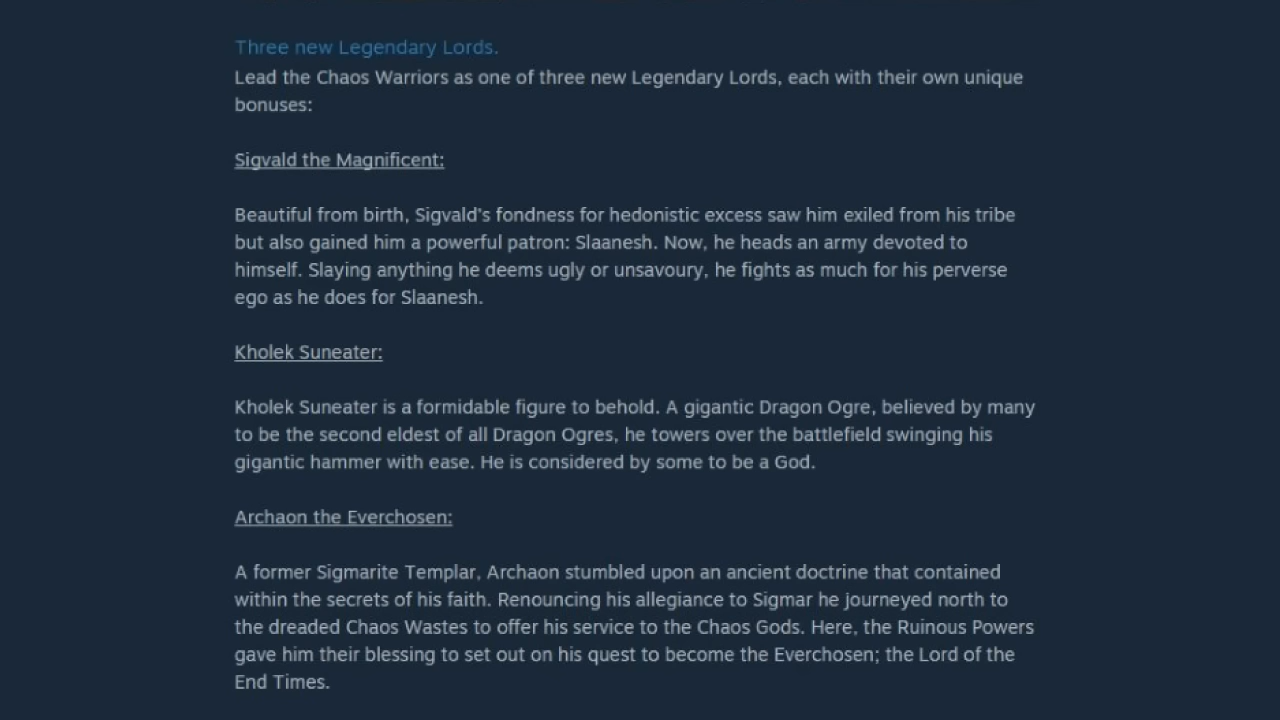 Three new Legendary Lords.
Lead the Chaos Warriors as one of three new Legendary Lords, each with their own unique
bonuses:
Sigvald the Magnificent:
Beautiful from birth, Sigvald's fondness for hedonistic excess saw him exiled from his tribe
but also gained him a powerful patron: Slaanesh. Now, he heads an army devoted to
himself. Slaying anything he deems ugly or unsavoury, he fights as much for his perverse
ego as he does for Slaanesh.
Kholek Suneater:
Kholek Suneater is a formidable figure to behold. A gigantic Dragon Ogre, believed by many
to be the second eldest of all Dragon Ogres, he towers over the battlefield swinging his
gigantic hammer with ease. He is considered by some to be a God.
Archaon the Everchosen:
A former Sigmarite Templar, Archaon stumbled upon an ancient doctrine that contained
within the secrets of his faith. Renouncing his allegiance to Sigmar he journeyed north to
the dreaded Chaos Wastes to offer his service to the Chaos Gods. Here, the Ruinous Powers
gave him their blessing to set out on his quest to become the Everchosen; the Lord of the
End Times.